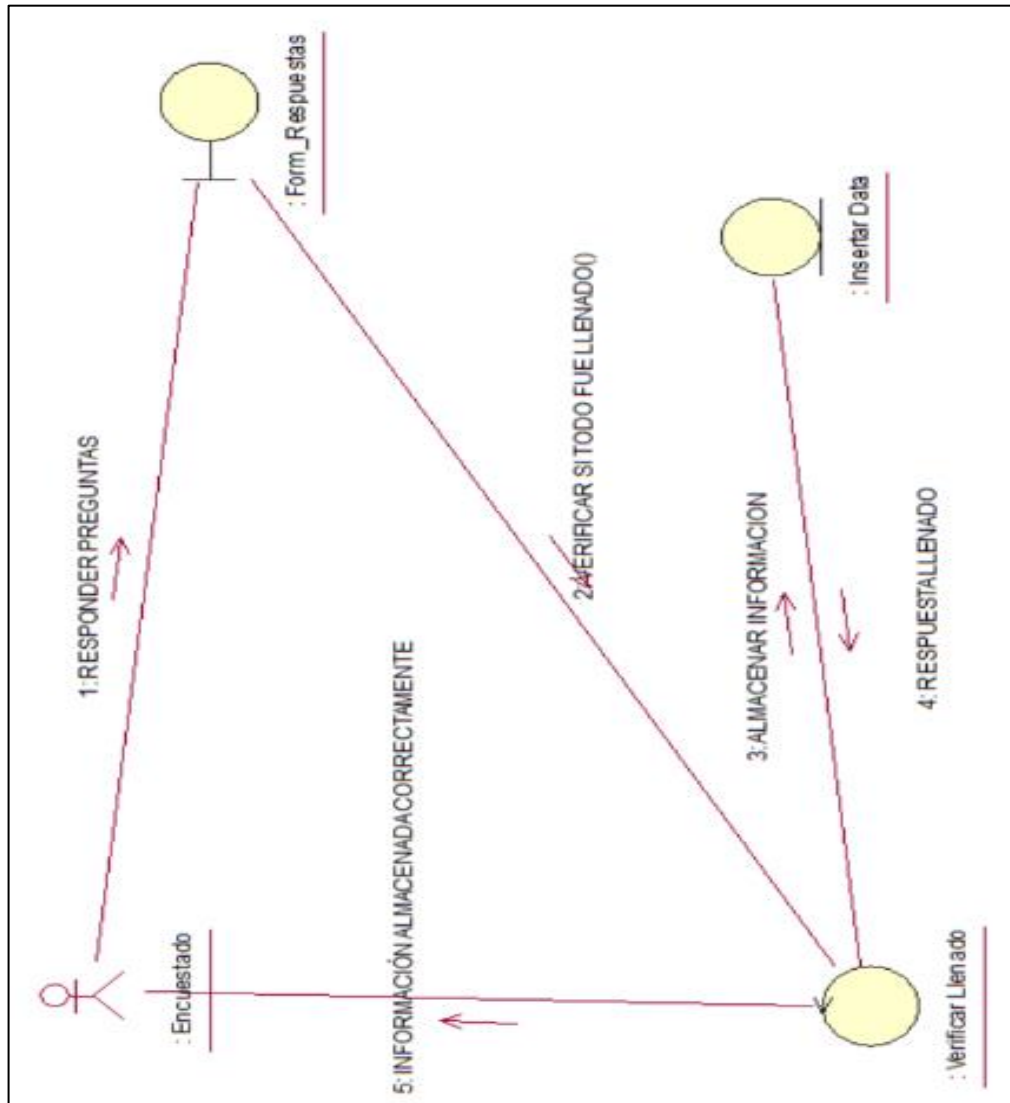 : Encuestado
1: RESPONDER PREGUNTAS
: Form_Respuestas
2: VERIFICAR SI TODO FUE LLENADO()
5: INFORMACIÓN ALMACENADA CORRECTAMENTE
3: ALMACENAR INFORMACION
: Insertar Data
4: RESPUESTA LLENADO
: Verificar Llenado